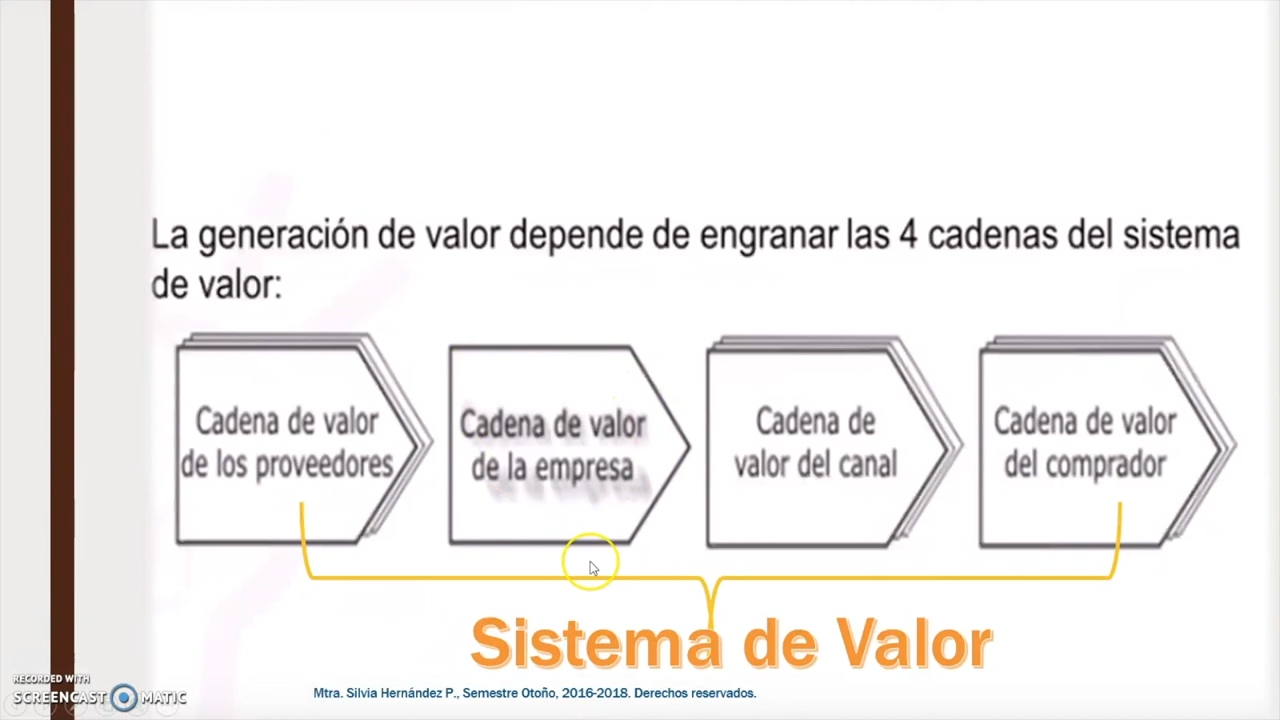 La generación de valor depende de engranar las 4 cadenas del sistema
de valor:
Cadena de valor
de los proveedores
Cadena de valor
de la empresa
Cadena de
valor del canal
Cadena de valor
del comprador
Sistema de Valor
Mtra. Silvia Hernández P., Semestre Otoño, 2016-2018. Derechos reservados.
RECORDED WITH
SCREENCAST MATIC